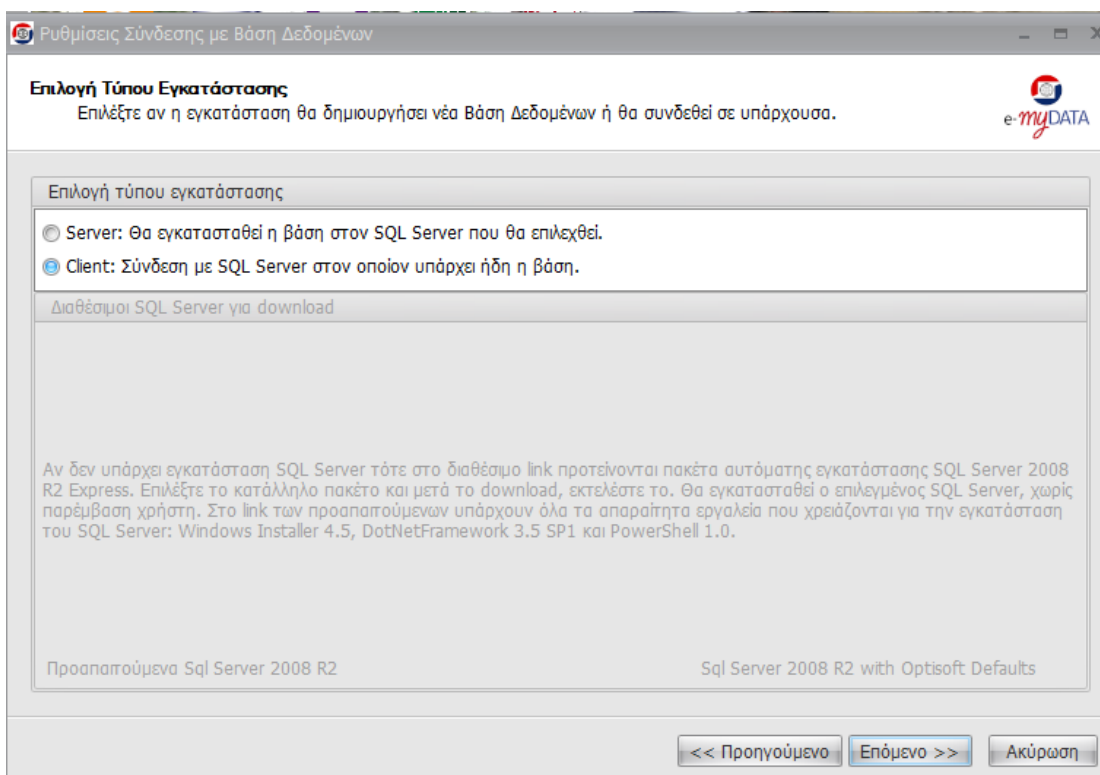 Ρυθμίσεις Σύνδεσης με Βάση Δεδομένων
Επιλογή Τύπου Εγκατάστασης
Επιλέξτε αν η εγκατάσταση θα δημιουργήσει νέα Βάση Δεδομένων ή θα συνδεθεί σε υπάρχουσα.
e-myDATA
Επιλογή τύπου εγκατάστασης
Server: Θα εγκατασταθεί η βάση στον SQL Server που θα επιλεχθεί.
Client: Σύνδεση με SQL Server στον οποίον υπάρχει ήδη η βάση.
Διαθέσιμοι SQL Server για download
Αν δεν υπάρχει εγκατάσταση SQL Server τότε στο διαθέσιμο link προτείνονται πακέτα αυτόματης εγκατάστασης SQL Server 2008
R2 Express. Επιλέξτε το κατάλληλο πακέτο και μετά το download, εκτελέστε το. Θα εγκατασταθεί ο επιλεγμένος SQL Server, χωρίς
παρέμβαση χρήστη. Στο link των προαπαιτούμενων υπάρχουν όλα τα απαραίτητα εργαλεία που χρειάζονται για την εγκατάσταση
του SQL Server: Windows Installer 4.5, DotNetFramework 3.5 SP1 και PowerShell 1.0.
Προαπαιτούμενα Sql Server 2008 R2
Sql Server 2008 R2 with Optisoft Defaults
<< Προηγούμενο
Επόμενο >>
Ακύρωση